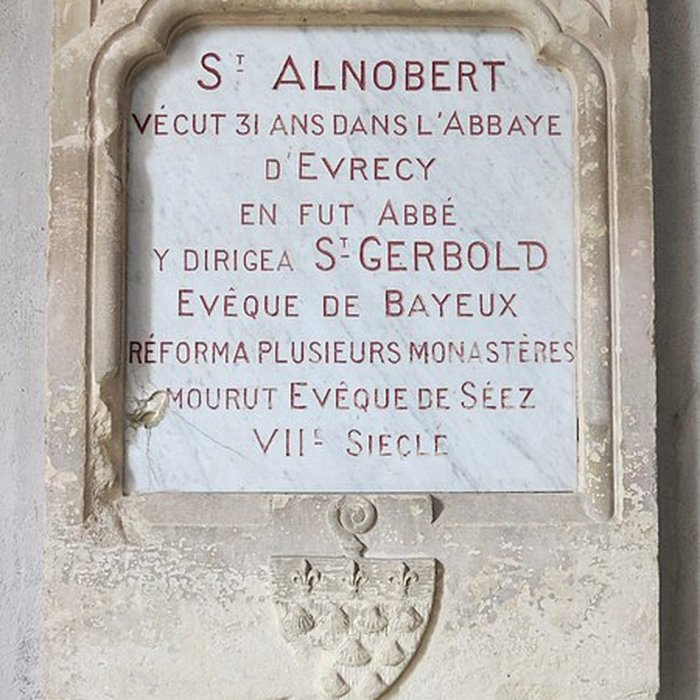 ST ALNOBERT
VÉCUT 31 ANS DANS L'ABBAYE
D'EVRECY
EN FUT ABBÉ
Y DIRIGEA ST GERBOLD
EVÊQUE DE BAYEUX
RÉFORMA PLUSIEURS MONASTÈRES
MOURUT EVÊQUE DE SÉEZ
VIIE SIECLE